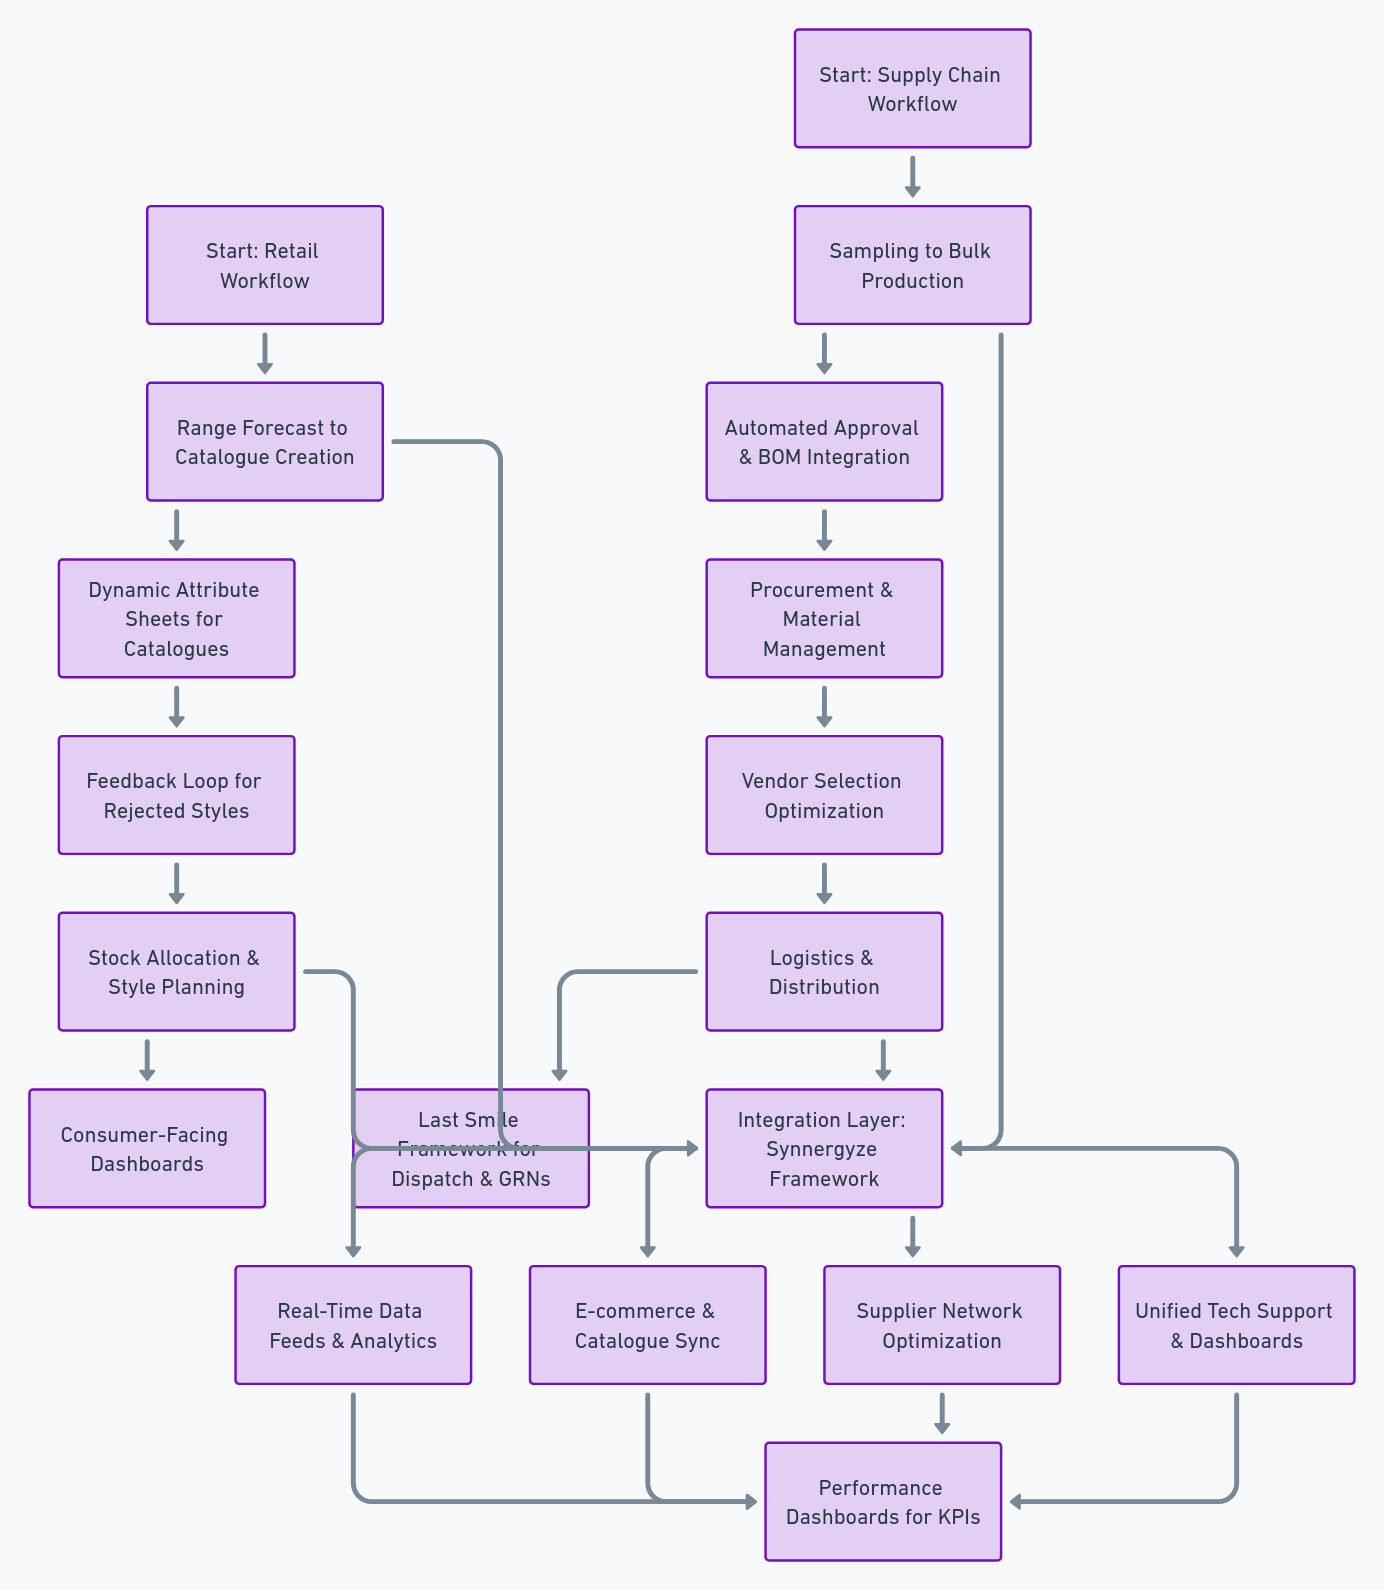 Start: Supply Chain
Workflow
Start: Retail
Workflow
Sampling to Bulk
Production
Range Forecast to
Catalogue Creation
Automated Approval
& BOM Integration
Dynamic Attribute
Sheets for
Catalogues
Procurement &
Material
Management
Feedback Loop for
Rejected Styles
Vendor Selection
Optimization
Stock Allocation &
Style Planning
Logistics &
Distribution
Consumer-Facing
Dashboards
Last Smile
Framework for
Dispatch & GRNs
Integration Layer:
Synnergyze
Framework
Real-Time Data
Feeds & Analytics
E-commerce &
Catalogue Sync
Supplier Network
Optimization
Unified Tech Support
& Dashboards
Performance
Dashboards for KPIs